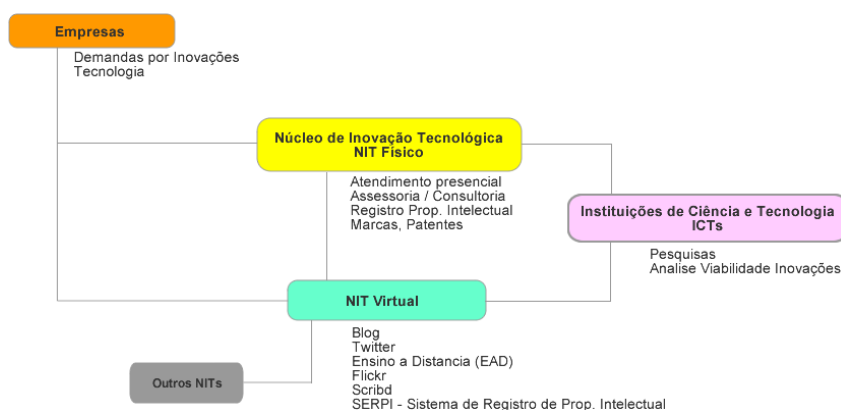 Empresas
Demandas por Inovações
Tecnologia
Núcleo de Inovação Tecnológica
NIT Físico
Atendimento presencial
Assessoria / Consultoria
Registro Prop. Intelectual
Marcas, Patentes
Instituições de Ciência e Tecnologia
ICTs
Pesquisas
Analise Viabilidade Inovações
NIT Virtual
Blog
Twitter
Ensino a Distancia (EAD)
Flickr
Scribd
SERPI - Sistema de Registro de Prop. Intelectual
Outros NITs